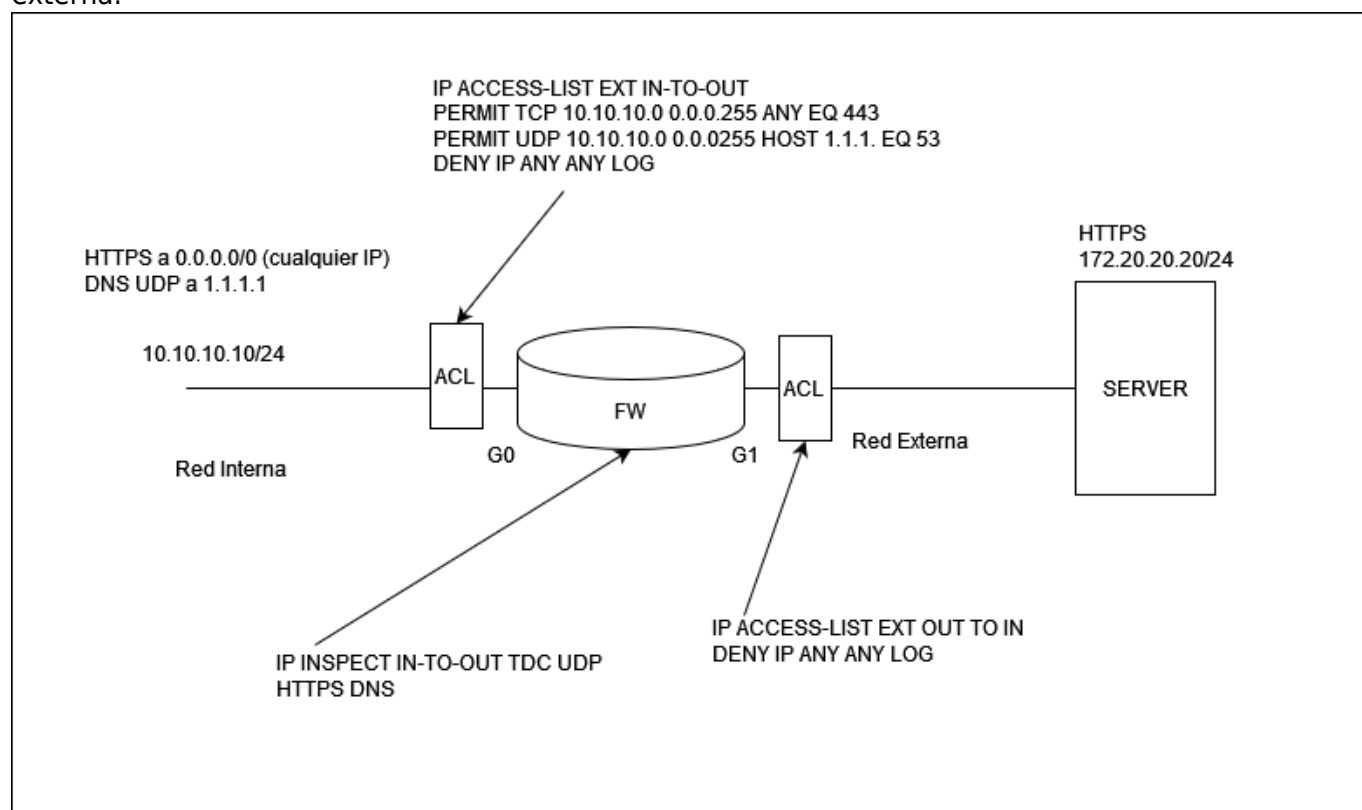 externa.
IP ACCESS-LIST EXT IN-TO-OUT
PERMIT TCP 10.10.10.0 0.0.0.255 ANY EQ 443
PERMIT UDP 10.10.10.0 0.0.0255 HOST 1.1.1. EQ 53
DENY IP ANY ANY LOG
HTTPS a 0.0.0.0/0 (cualquier IP)
DNS UDP a 1.1.1.1
HTTPS
172.20.20.20/24
10.10.10.10/24
ACL
FW
ACL
SERVER
G0
G1
Red Interna
Red Externa
IP ACCESS-LIST EXT OUT TO IN
DENY IP ANY ANY LOG
IP INSPECT IN-TO-OUT TDC UDP
HTTPS DNS